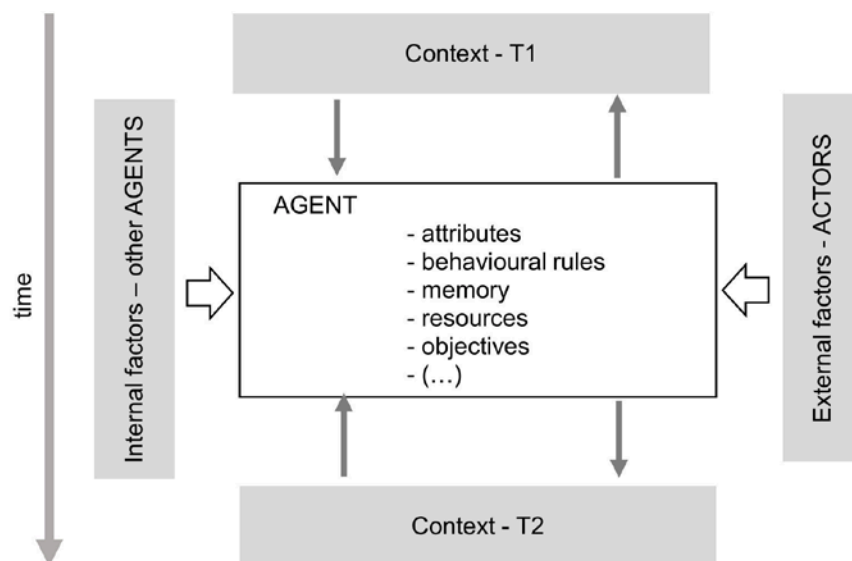 Context - T1
time
Internal factors – other AGENTS
AGENT
- attributes
- behavioural rules
- memory
- resources
- objectives
- (…)
External factors - ACTORS
Context - T2